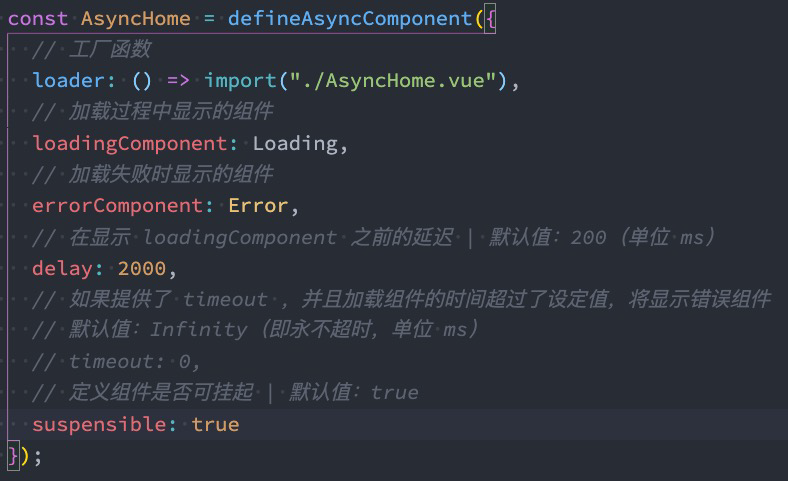 const AsyncHome = defineAsyncComponent({
  // 工厂函数
  loader: () => import("./AsyncHome.vue"),
  // 加载过程中显示的组件
  loadingComponent: Loading,
  // 加载失败时显示的组件
  errorComponent: Error,
  // 在显示 loadingComponent 之前的延迟 | 默认值：200（单位 ms）
  delay: 2000,
  // 如果提供了 timeout ，并且加载组件的时间超过了设定值，将显示错误组件
  // 默认值：Infinity（即永不超时，单位 ms）
  // timeout: 0,
  // 定义组件是否可挂起 | 默认值：true
  suspensible: true
});